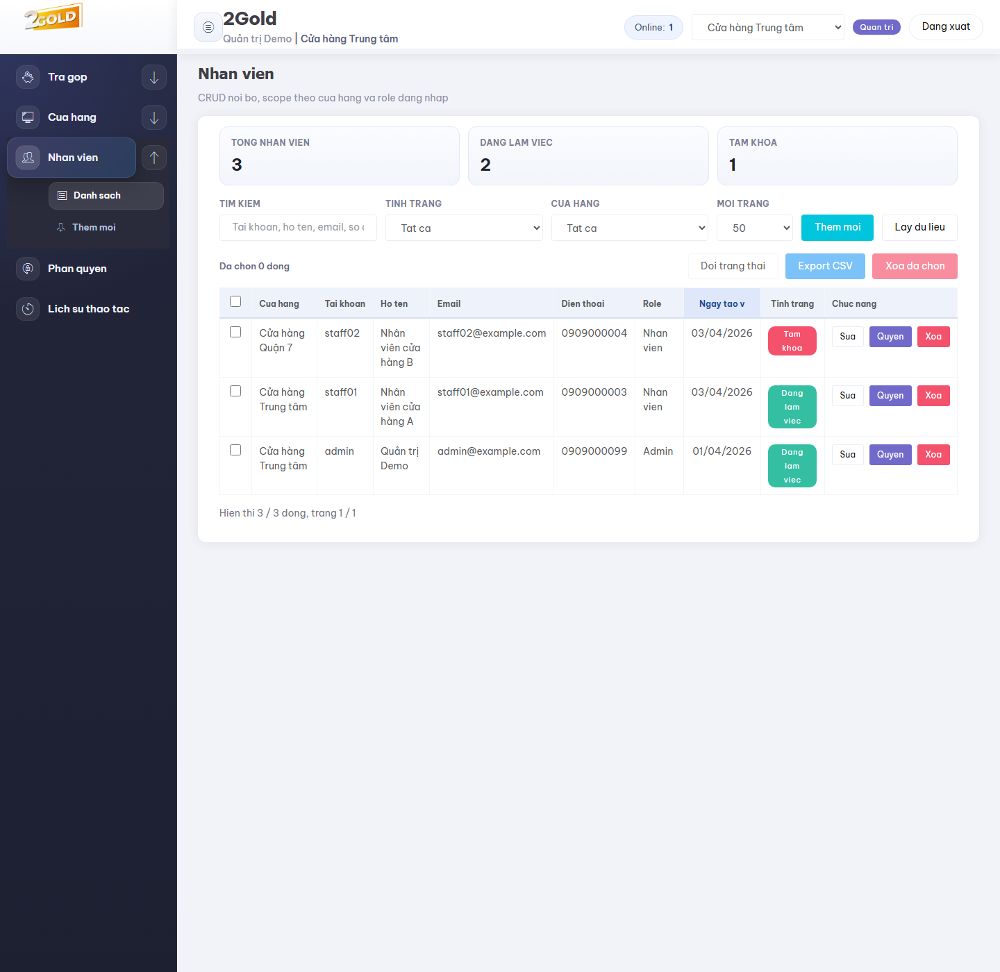 2GOLD
2Gold
Quản trị Demo | Cửa hàng Trung tâm
Online: 1
Cửa hàng Trung tâm
Quan tri
Dang xuat
Tra gop
Cua hang
Nhan vien
Danh sach
Them moi
Phan quyen
Lich su thao tac
Nhan vien
CRUD noi bo, scope theo cua hang va role dang nhap
TONG NHAN VIEN
3
DANG LAM VIEC
2
TAM KHOA
1
TIM KIEM
TINH TRANG
CUA HANG
MOI TRANG
Tai khoan, ho ten, email, so
Tat ca
Tat ca
50
Them moi
Lay du lieu
Da chon 0 dong
Doi trang thai
Export CSV
Xoa da chon
Cua hang Tai khoan Ho ten Email Dien thoai Role Ngay tao v Tinh trang Chuc nang
Cửa hàng Quận 7 staff02 Nhân viên cửa hàng B staff02@example.com 0909000004 Nhan vien 03/04/2026 Tam khoa Sua Quyen Xoa
Cửa hàng Trung tâm staff01 Nhân viên cửa hàng A staff01@example.com 0909000003 Nhan vien 03/04/2026 Dang lam viec Sua Quyen Xoa
Cửa hàng Trung tâm admin Quản trị Demo admin@example.com 0909000099 Admin 01/04/2026 Dang lam viec Sua Quyen Xoa
Hien thi 3 / 3 dong, trang 1 / 1